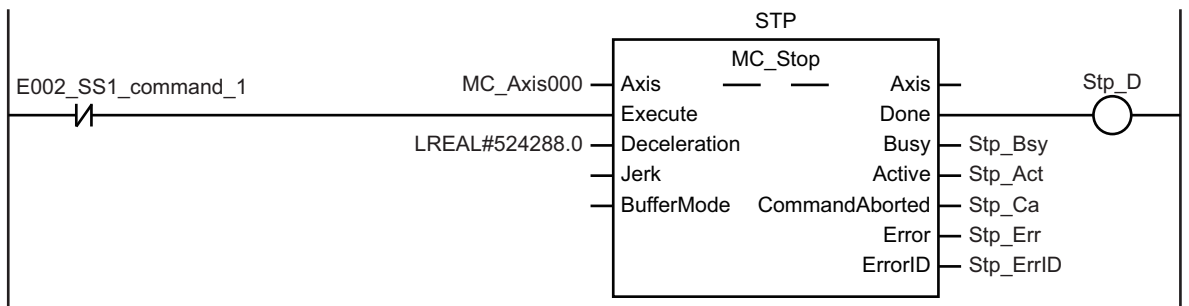 STP
MC_Stop
E002_SS1_command_1
MC_Axis000 Axis Axis Stp_D
Execute Done
LREAL#524288.0 Deceleration Busy Stp_Bsy
Jerk Active Stp_Act
BufferMode CommandAborted Stp_Ca
Error Stp_Err
ErrorID Stp_ErrID